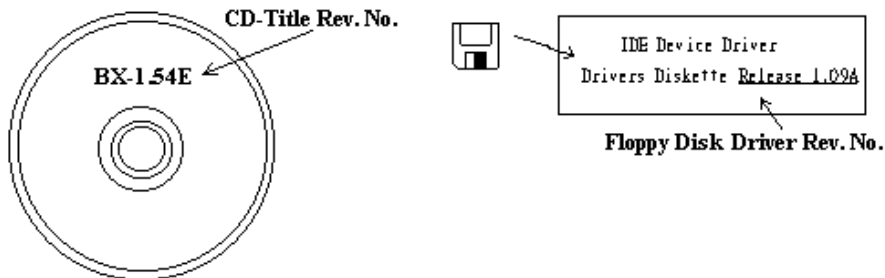 CD-Title Rev. No.
BX-1.54E
IDE Device Driver
Drivers Diskette Release 1.09A
Floppy Disk Driver Rev. No.